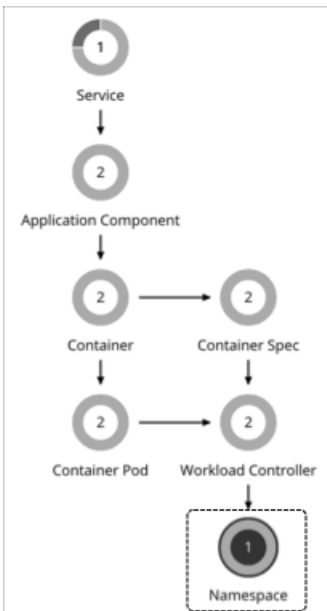 1
Service
2
Application Component
2 2
Container Container Spec
2 2
Container Pod Workload Controller
1
Namespace